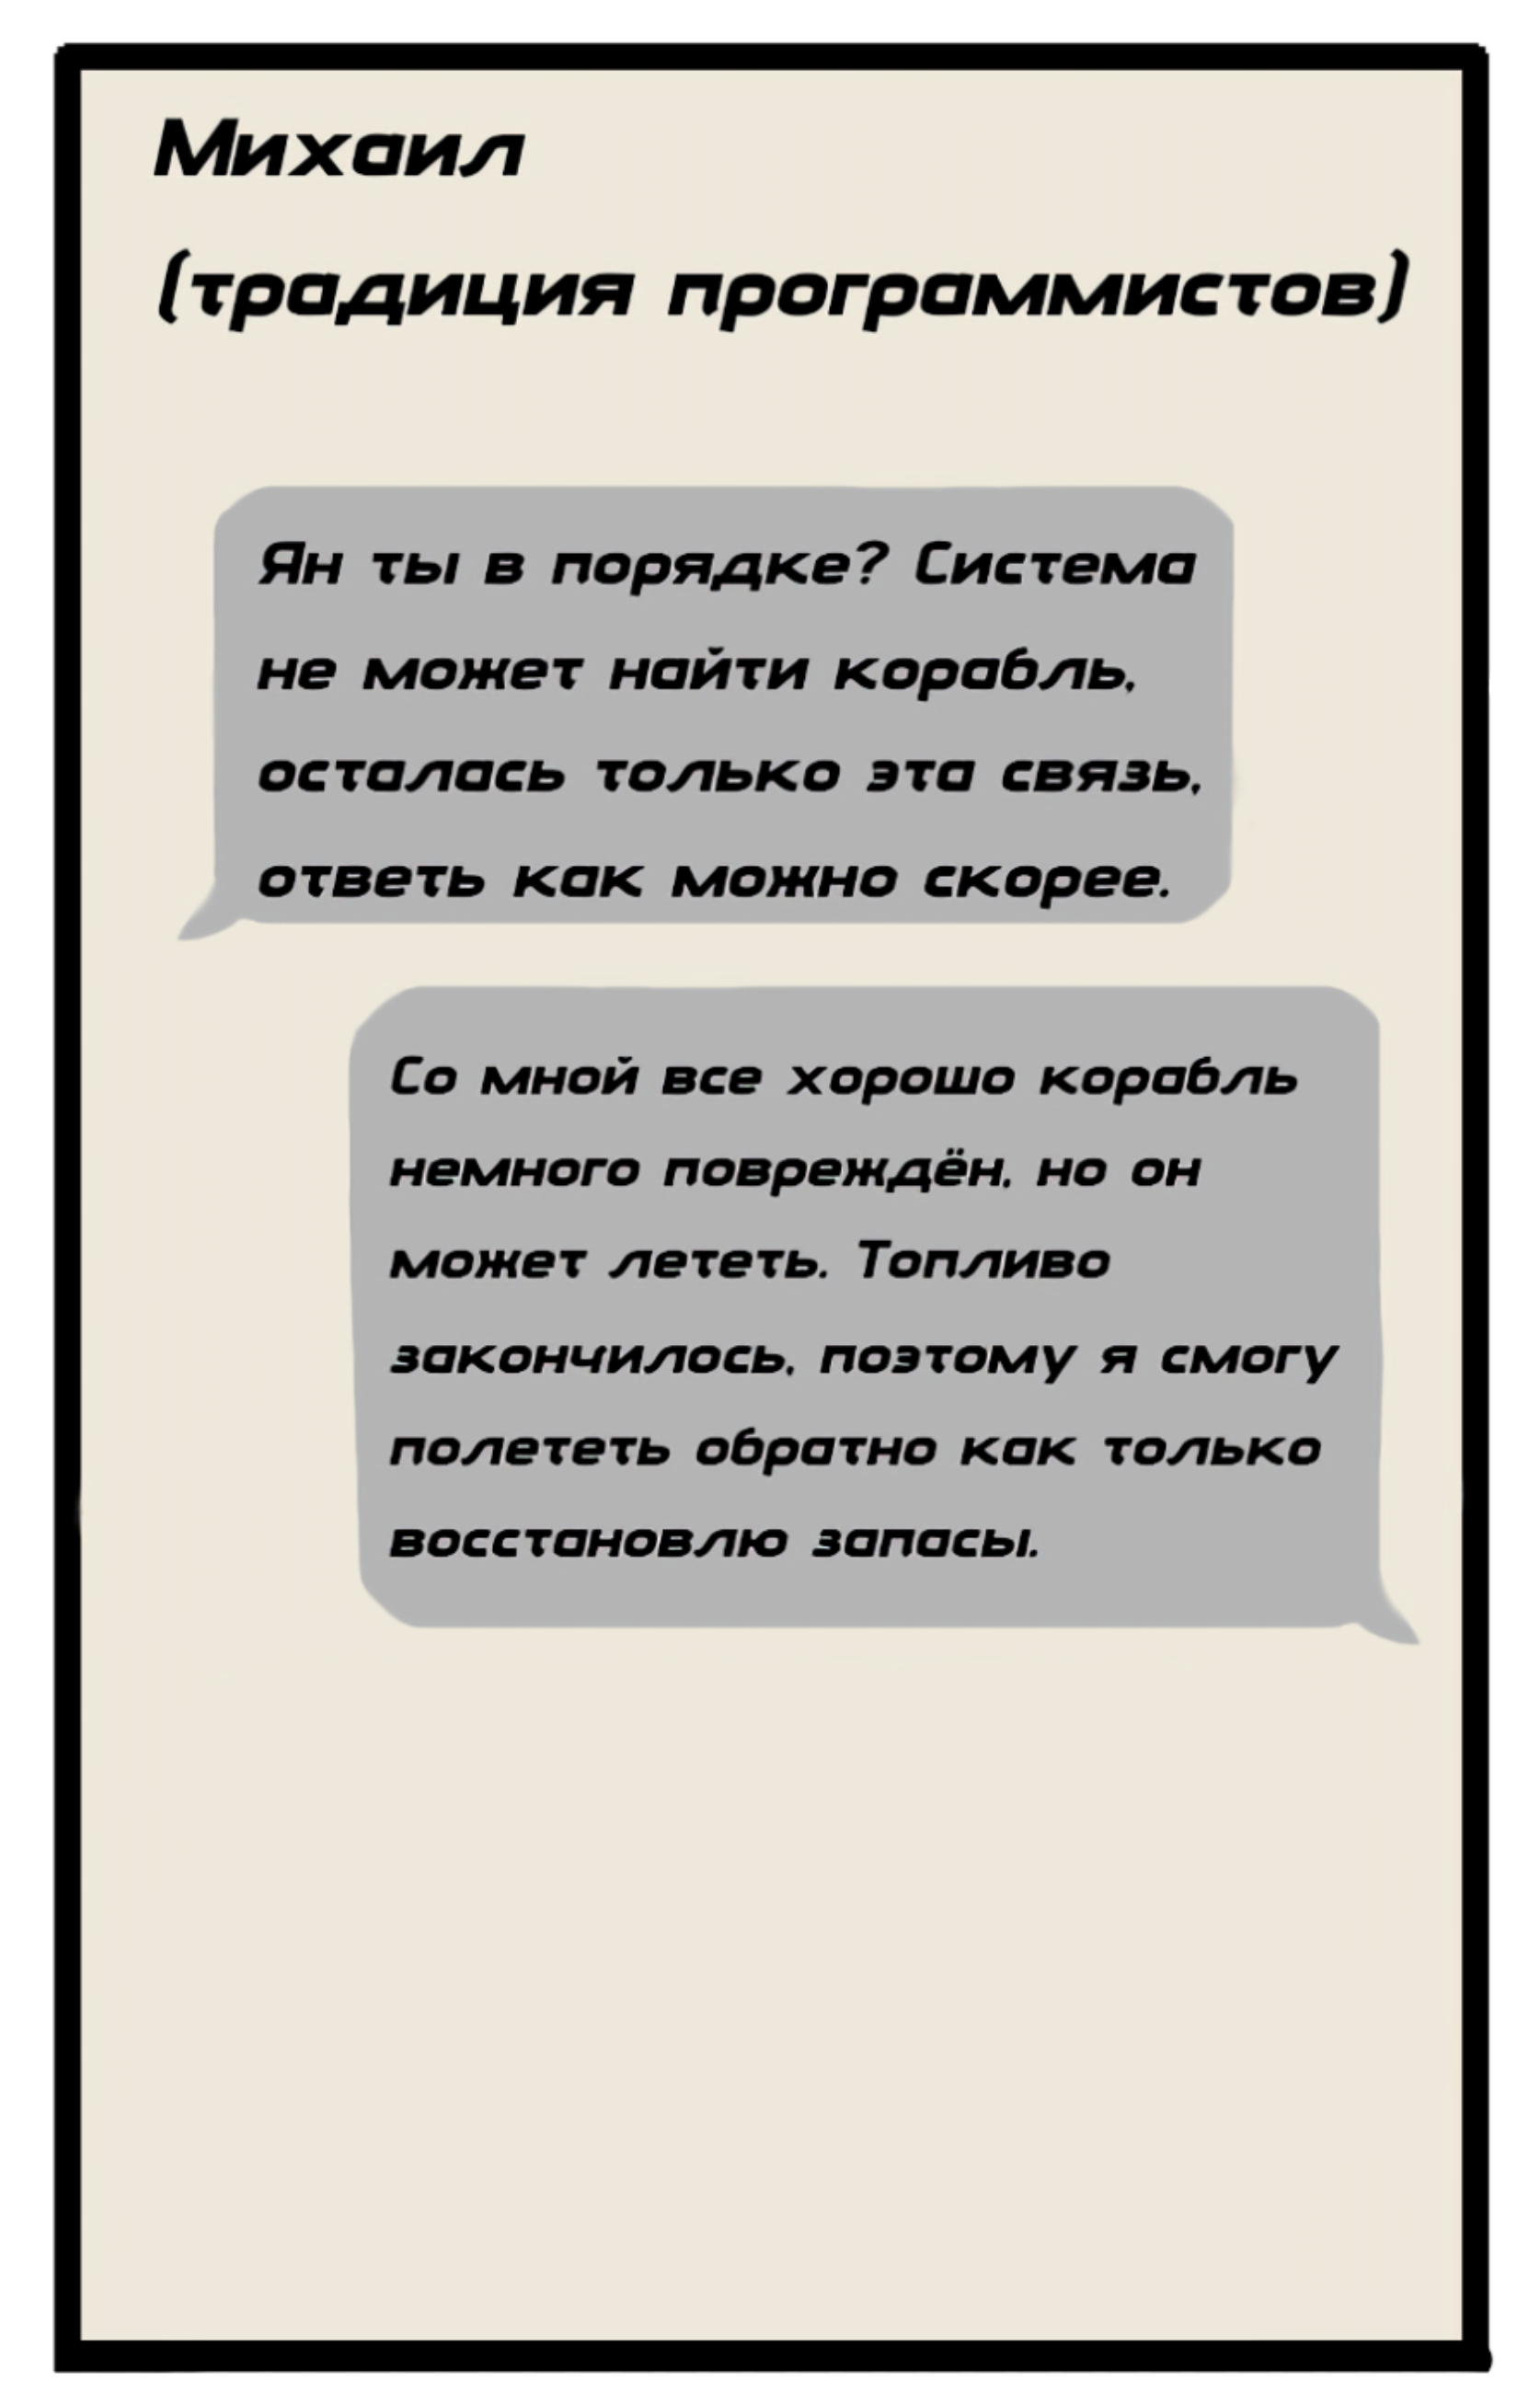 Михаил
(традиция программистов)
Ян ты в порядке? Система
не может найти корабль,
осталась только эта связь,
ответь как можно скорее.
Со мной все хорошо корабль
немного повреждён, но он
может лететь. Топливо
закончилось, поэтому я смогу
полететь обратно как только
восстановлю запасы.